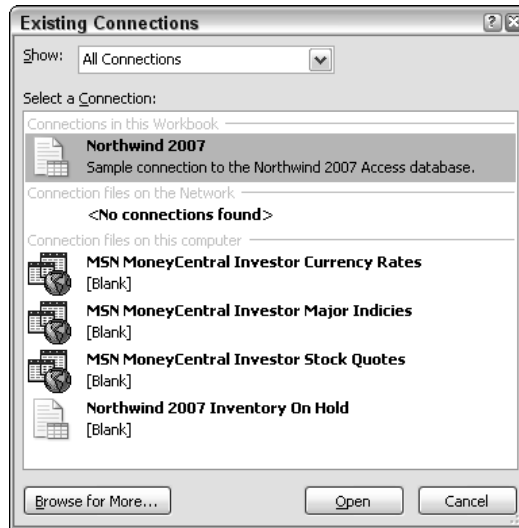 Existing Connections
Show: All Connections
Select a Connection:
Connections in this Workbook
Northwind 2007
Sample connection to the Northwind 2007 Access database.
Connection files on the Network
<No connections found>
Connection files on this computer
MSN MoneyCentral Investor Currency Rates
[Blank]
MSN MoneyCentral Investor Major Indicies
[Blank]
MSN MoneyCentral Investor Stock Quotes
[Blank]
Northwind 2007 Inventory On Hold
[Blank]
Browse for More... Open Cancel